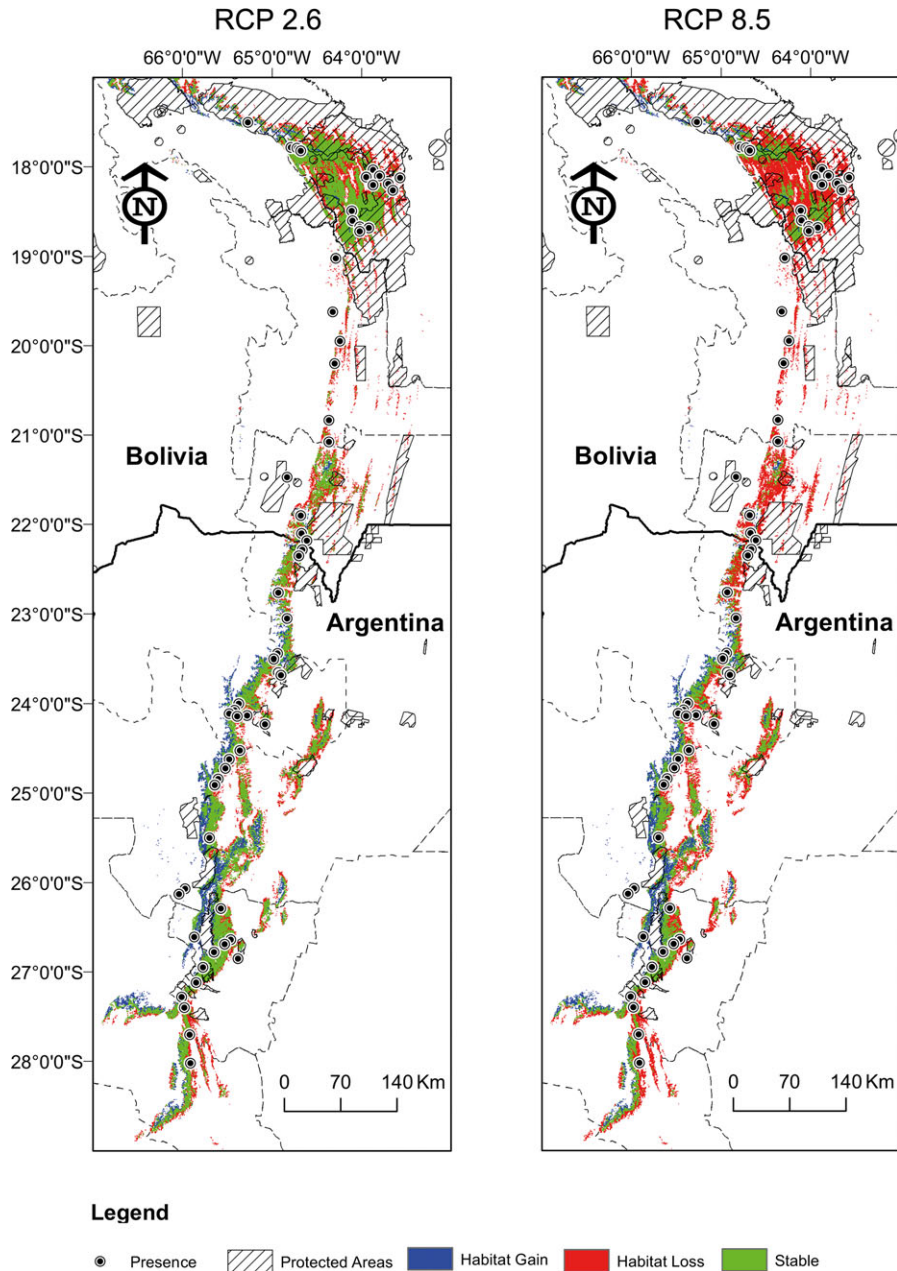 RCP 2.6 RCP 8.5
66°0'0"W 65°0'0"W 64°0'0"W 66°0'0"W 65°0'0"W 64°0'0"W
18°0'0"S
N N
19°0'0"S
20°0'0"S
21°0'0"S
Bolivia Bolivia
22°0'0"S
23°0'0"S
Argentina Argentina
24°0'0"S
25°0'0"S
26°0'0"S
27°0'0"S
28°0'0"S
0 70 140 Km 0 70 140 Km
Legend
Presence Protected Areas Habitat Gain Habitat Loss Stable